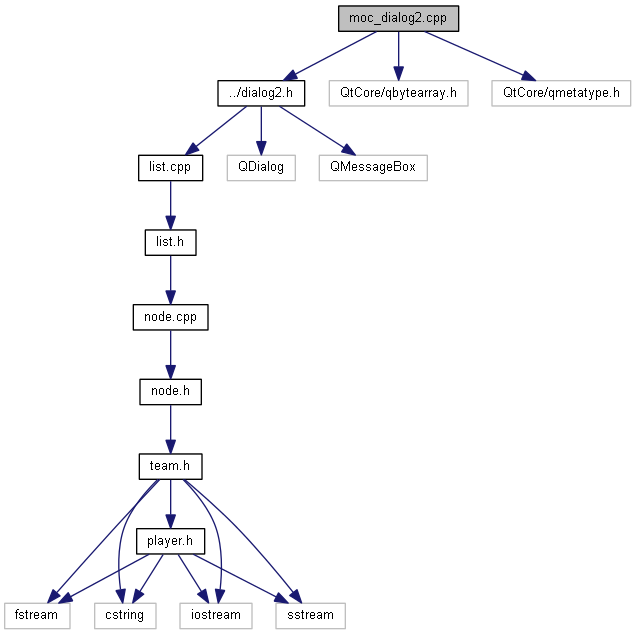 moc_dialog2.cpp
../dialog2.h
QtCore/qbytearray.h
QtCore/qmetatype.h
list.cpp
QDialog
QMessageBox
list.h
node.cpp
node.h
team.h
player.h
fstream
cstring
iostream
sstream